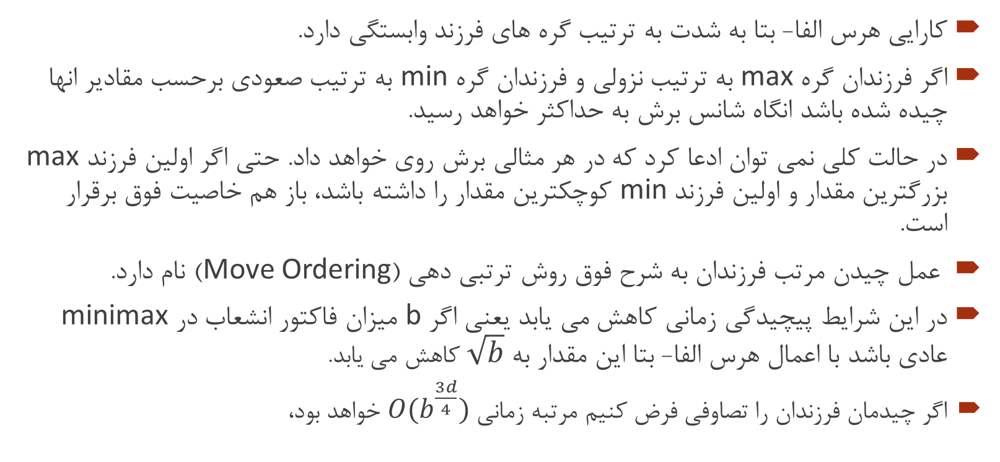 کارایی هرس الفا- بتا به شدت به ترتیب گره های فرزند وابستگی دارد.
اگر فرزندان گره max به ترتیب نزولی و فرزندان گره min به ترتیب صعودی برحسب مقادیر انها
چیده شده باشد انگاه شانس برش به حداکثر خواهد رسید.
در حالت کلی نمی توان ادعا کرد که در هر مثالی برش روی خواهد داد. حتی اگر اولین فرزند max
بزرگترین مقدار و اولین فرزند min کوچکترین مقدار را داشته باشد، باز هم خاصیت فوق برقرار
است.
عمل چیدن مرتب فرزندان به شرح فوق روش ترتبی دهی (Move Ordering) نام دارد.
در این شرایط پیچیدگی زمانی کاهش می یابد یعنی اگر b میزان فاکتور انشعاب در minimax
عادی باشد با اعمال هرس الفا- بتا این مقدار به √b کاهش می یابد.
اگر چیدمان فرزندان را تصاوفی فرض کنیم مرتبه زمانی O(b^(3d/4)) خواهد بود،